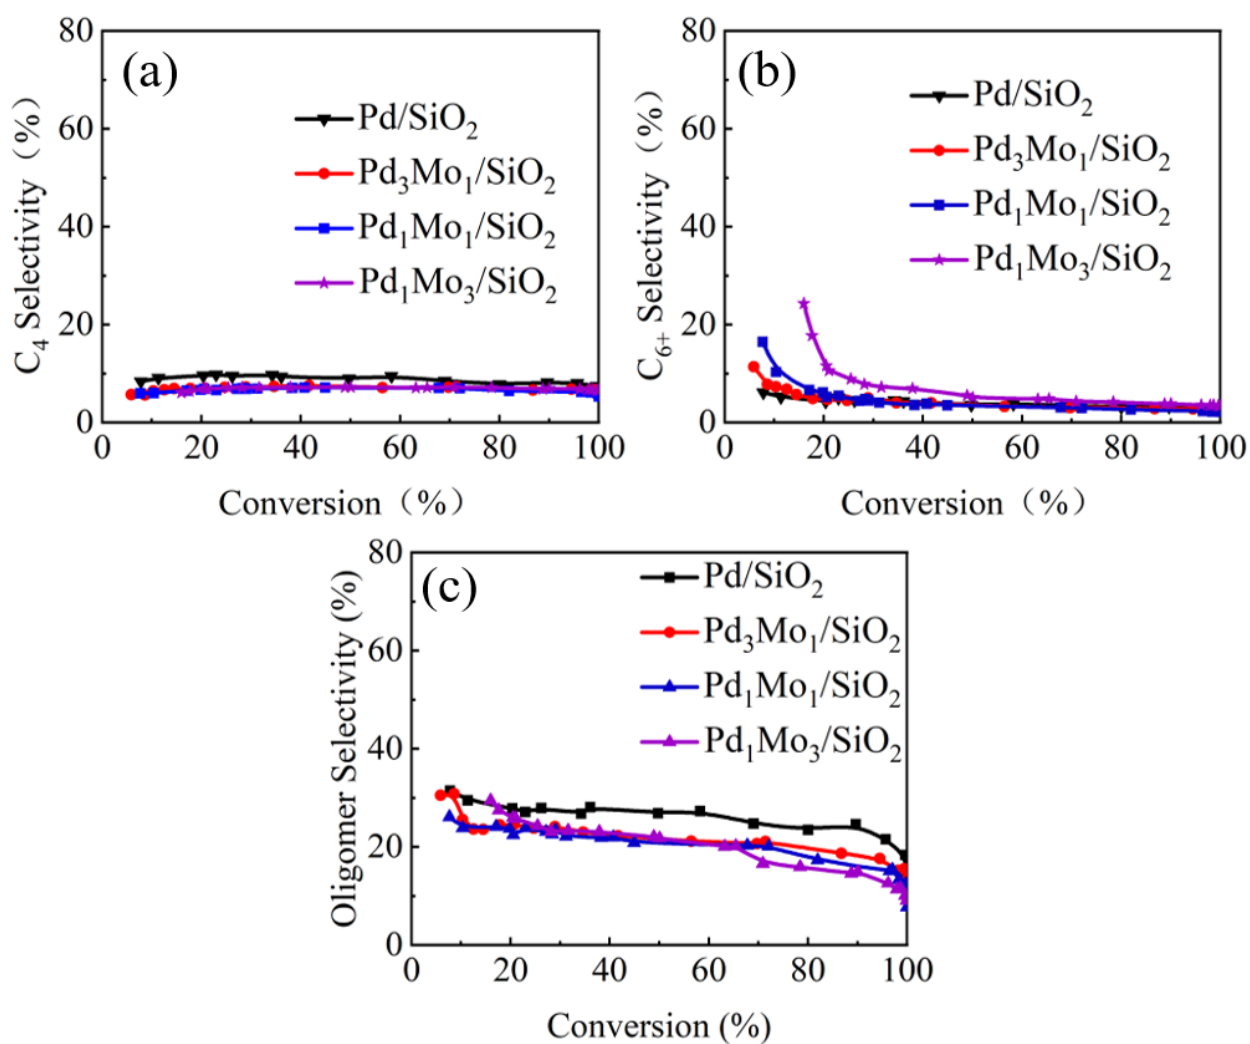 (a)
C₄ Selectivity（%）
80
60
40
20
0
Pd/SiO₂
Pd₃Mo₁/SiO₂
Pd₁Mo₁/SiO₂
Pd₁Mo₃/SiO₂
0 20 40 60 80 100
Conversion（%）
(b)
C₆₊ Selectivity（%）
80
60
40
20
0
Pd/SiO₂
Pd₃Mo₁/SiO₂
Pd₁Mo₁/SiO₂
Pd₁Mo₃/SiO₂
0 20 40 60 80 100
Conversion（%）
(c)
Oligomer Selectivity (%)
80
60
40
20
0
Pd/SiO₂
Pd₃Mo₁/SiO₂
Pd₁Mo₁/SiO₂
Pd₁Mo₃/SiO₂
0 20 40 60 80 100
Conversion (%)